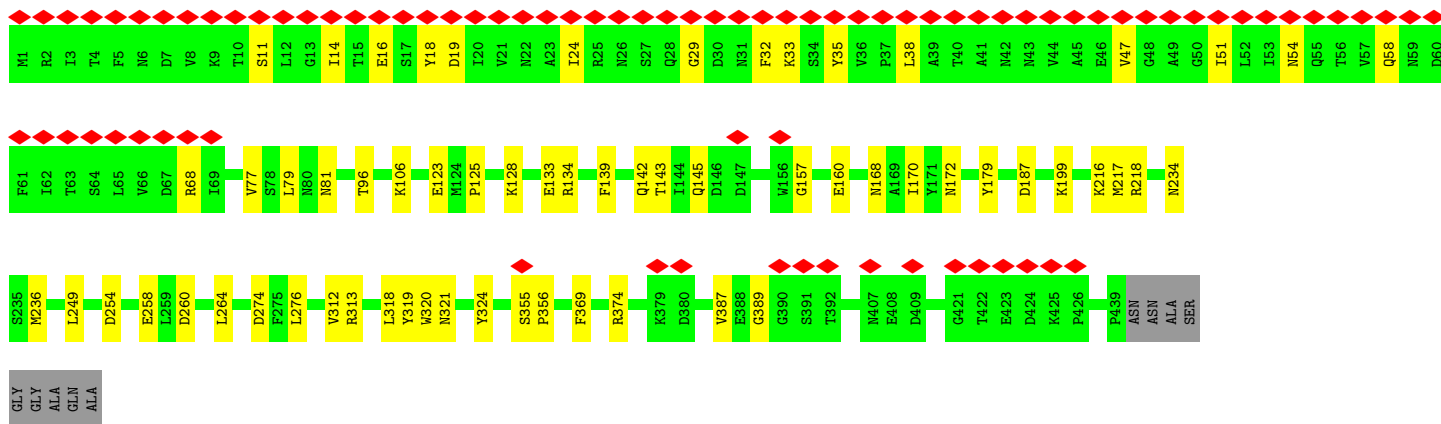 M1 R2 I3 T4 F5 N6 D7 V8 K9 T10 S11 L12 G13 I14 T15 E16 S17 Y18 D19 I20 V21 N22 A23 I24 R25 N26 S27 Q28 G29 D30 N31 F32 K33 S34 Y35 V36 P37 L38 A39 T40 A41 N42 N43 V44 A45 E46 V47 G48 A49 G50 I51 L52 I53 N54 Q55 T56 V57 Q58 N59 D60
F61 I62 T63 S64 L65 V66 D67 R68 I69 V77 S78 L79 N80 N81 T96 K106 E123 M124 P125 K128 E133 R134 F139 Q142 T143 I144 Q145 D146 D147 W156 G157 E160 N168 A169 I170 Y171 N172 Y179 D187 K199 K216 M217 R218 N234
S235 M236 L249 D254 E258 L259 D260 L264 D274 F275 L276 V312 R313 L318 Y319 W320 N321 Y324 S355 P356 F369 R374 K379 D380 V387 E388 G389 G390 S391 T392 N407 E408 D409 G421 T422 E423 D424 K425 P426 P439 ASN ASN ALA SER
GLY GLY ALA GLN ALA